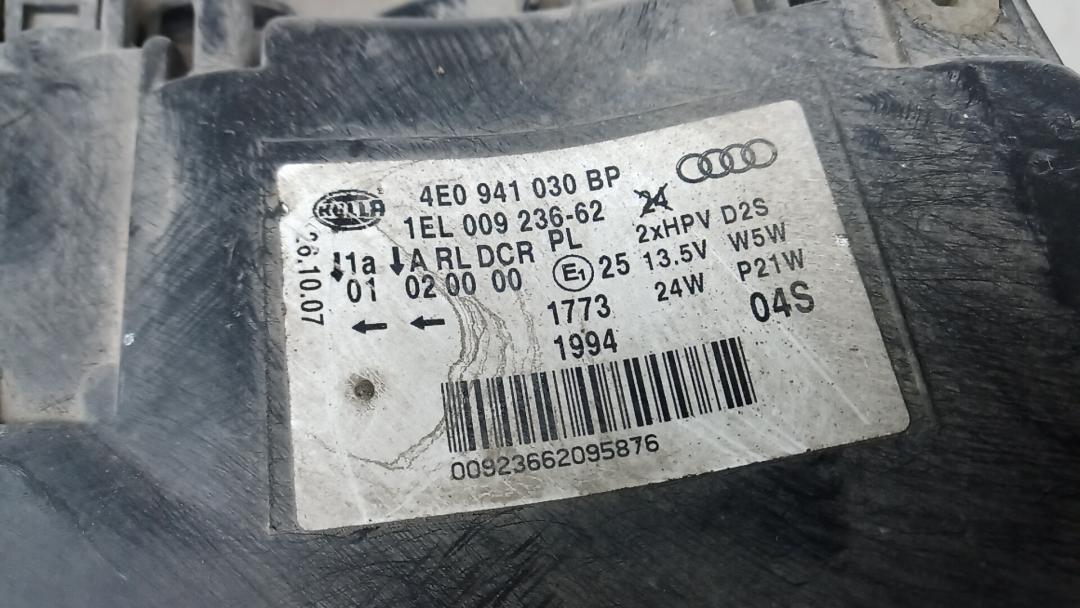 HELLA
4E0 941 030 BP
1EL 009 236-62
24
1a A RL DCR PL
2xHPV D2S
01 02 00 00
E1 25 13.5V W5W
24W P21W
26.10.07
1773
04S
1994
00923662095876